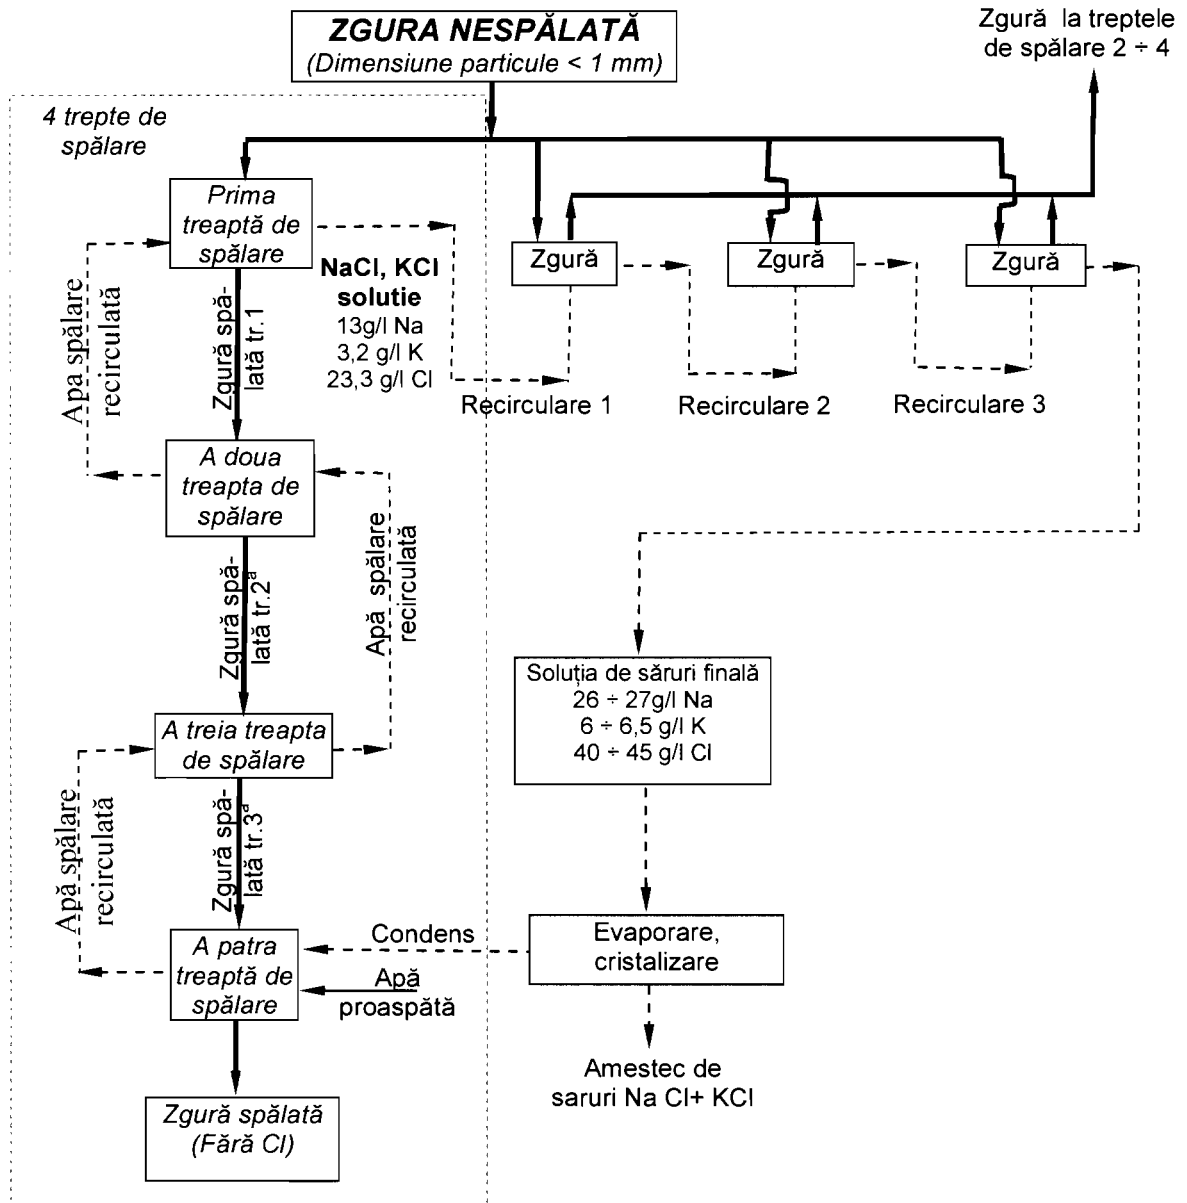 ZGURA NESPĂLATĂ
(Dimensiune particule < 1 mm)
Zgură la treptele
de spălare 2 ÷ 4
4 trepte de
spălare
Prima
treaptă de
spălare
NaCl, KCl
solutie
13g/l Na
3,2 g/l K
23,3 g/l Cl
Zgură
Zgură
Zgură
Recirculare 1
Recirculare 2
Recirculare 3
Apa spălare
recirculată
Zgură spă-
lată tr.1
A doua
treapta de
spălare
Zgură spă-
lată tr.2ª
Apă spălare
recirculată
A treia treapta
de spălare
Soluția de săruri finală
26 ÷ 27g/l Na
6 ÷ 6,5 g/l K
40 ÷ 45 g/l Cl
Apă spălare
recirculată
Zgură spă-
lată tr.3ª
A patra
treaptă de
spălare
Condens
Apă
proaspătă
Evaporare,
cristalizare
Amestec de
saruri Na Cl+ KCl
Zgură spălată
(Fără Cl)